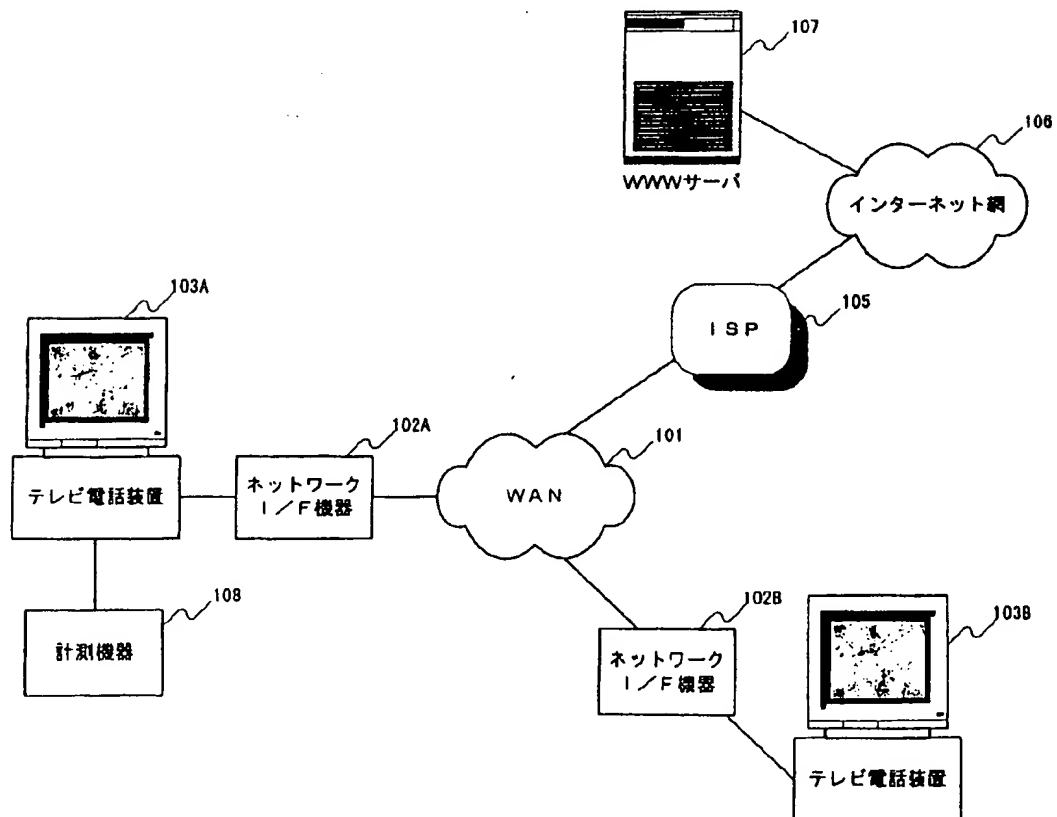 107
106
WWWサーバ
インターネット網
103A
105
ISP
102A
101
テレビ電話装置
ネットワーク
I/F機器
WAN
108
102B
103B
計測機器
ネットワーク
I/F機器
テレビ電話装置